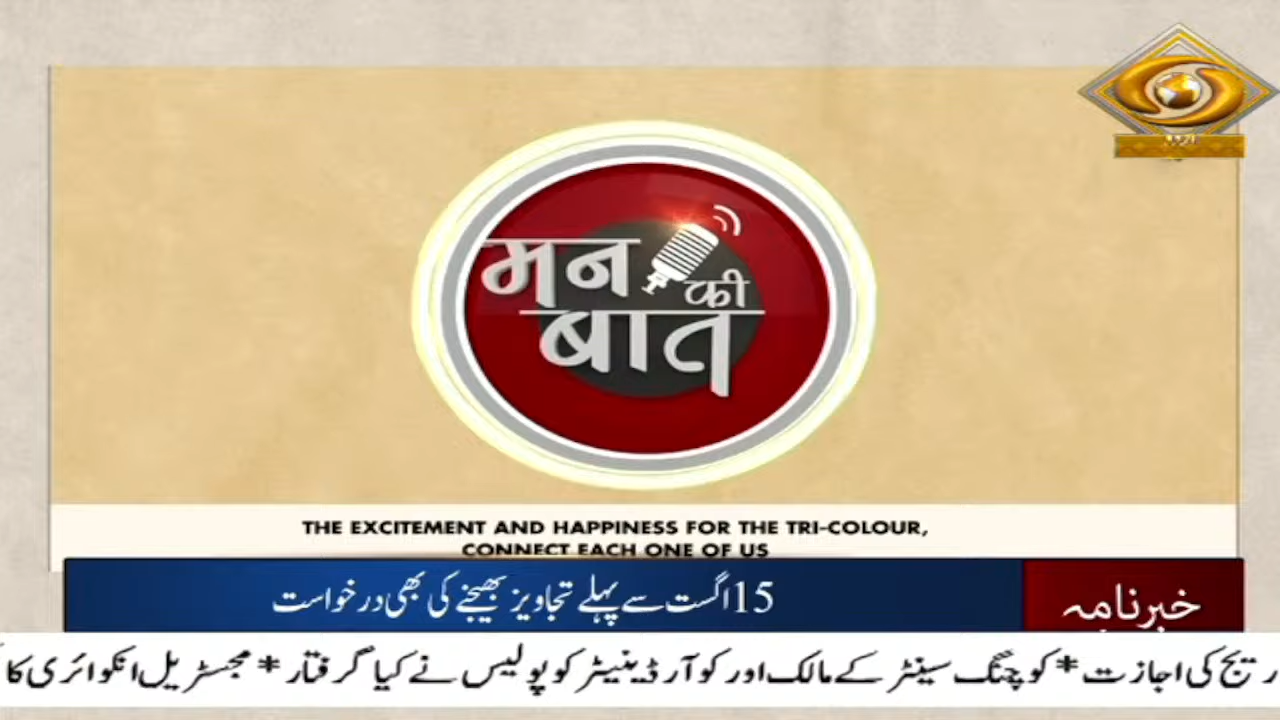 اردو
मन की
बात
THE EXCITEMENT AND HAPPINESS FOR THE TRI-COLOUR,
CONNECT EACH ONE OF US
15 اگست سے پہلے تجاویز بھیجنے کی بھی درخواست
خبرنامہ
ریج کی اجازت * کوچنگ سینٹر کے مالک اور کوآرڈینیٹر کو پولیس نے کیا گرفتار * مجسٹریل انکوائری کا